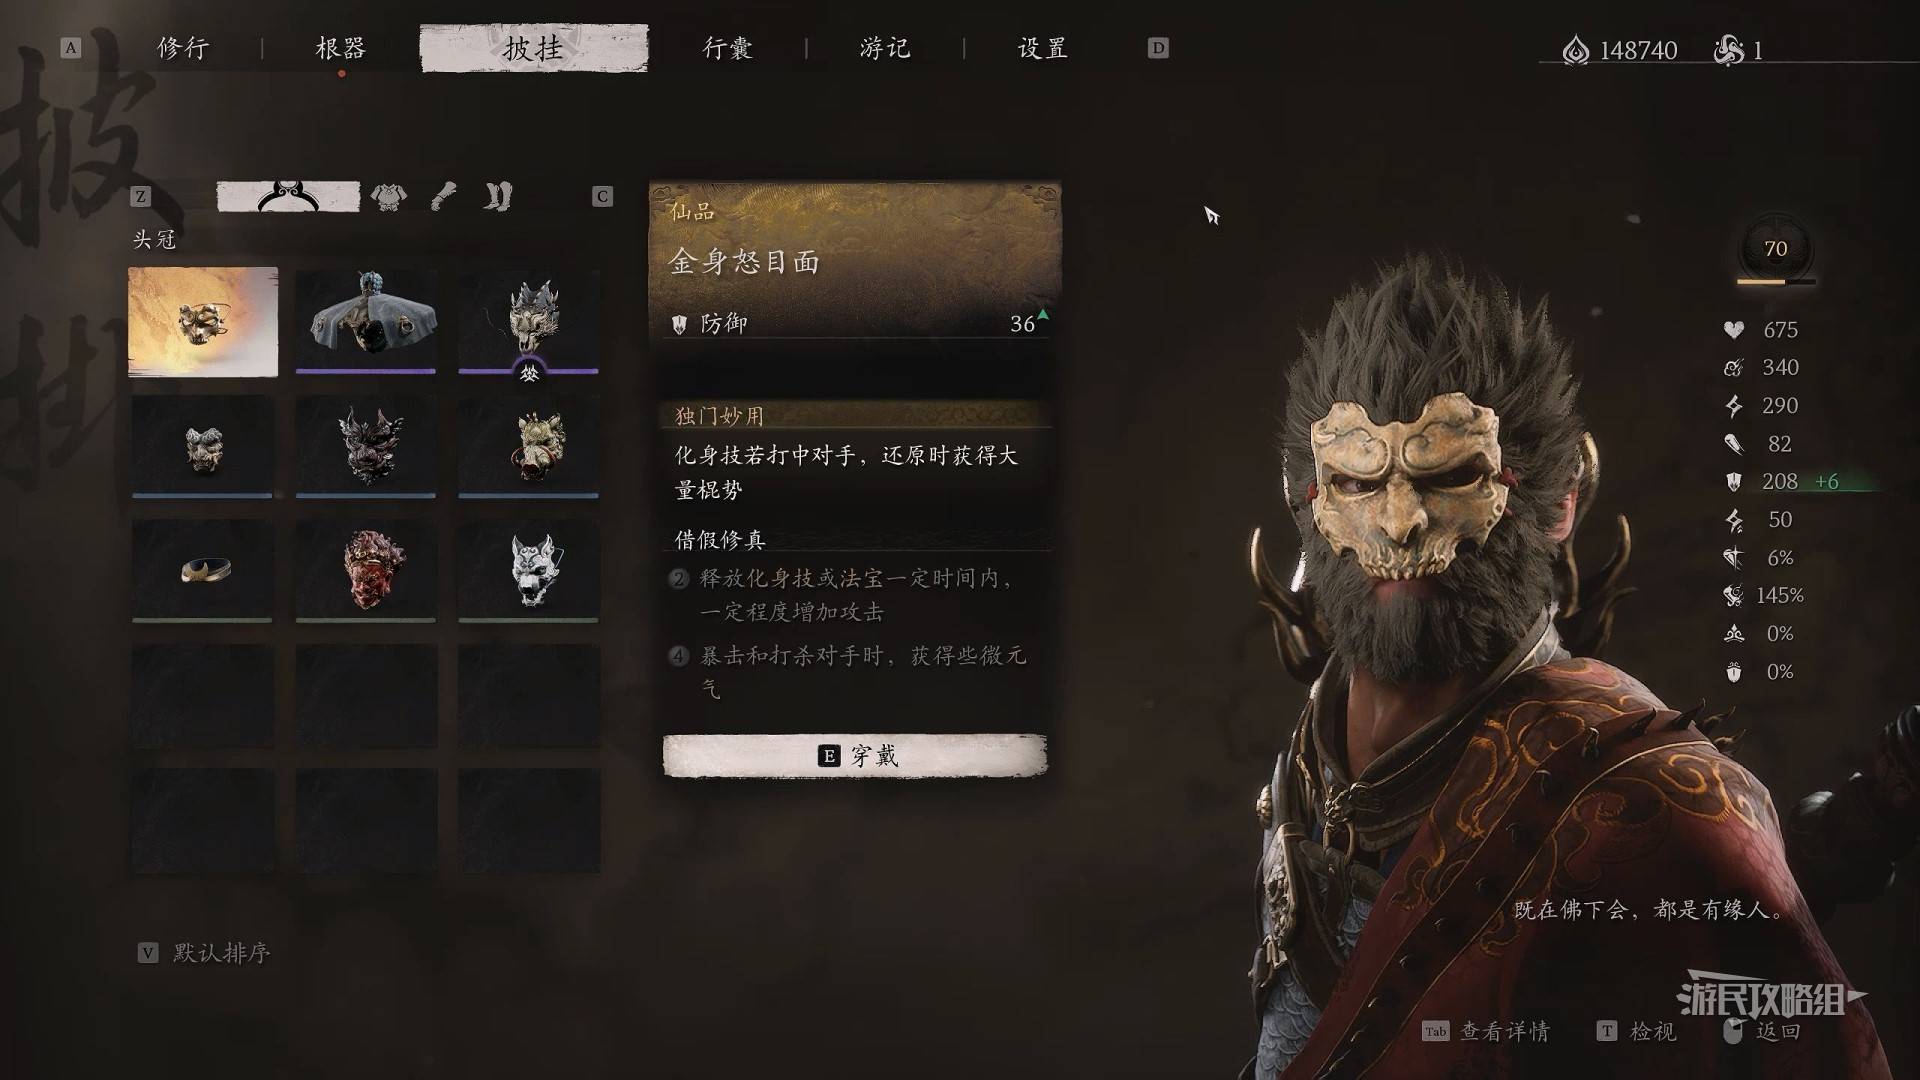 A 修行 根器 披挂 行囊 游记 设置 D
148740 1
披挂
Z C
头冠
仙品
金身怒目面
防御 36
独门妙用
化身技若打中对手，还原时获得大
量棍势
借假修真
2 释放化身技或法宝一定时间内，
一定程度增加攻击
4 暴击和打杀对手时，获得些微元
气
E 穿戴
70
675
340
290
82
208 +6
50
6%
145%
0%
0%
既在佛下会，都是有缘人。
V 默认排序
游民攻略组
Tab 查看详情 T 检视 返回